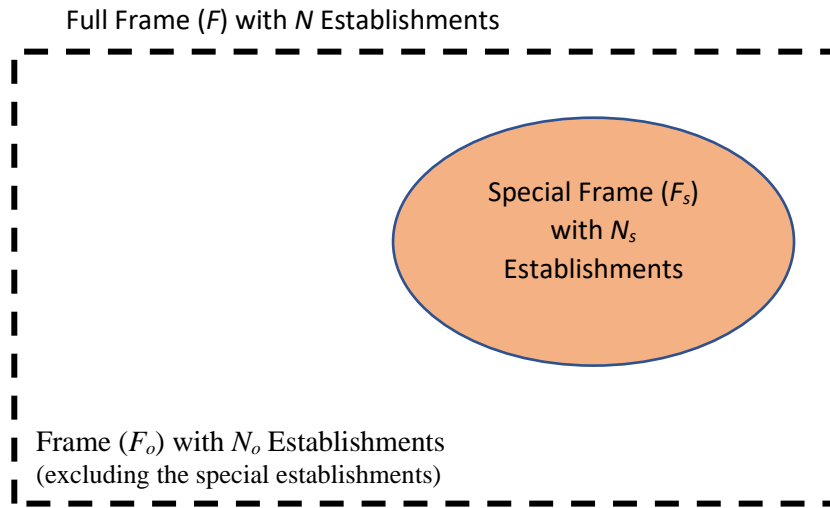 Full Frame (F) with N Establishments
Special Frame (Fs)
with Ns
Establishments
Frame (Fo) with No Establishments
(excluding the special establishments)